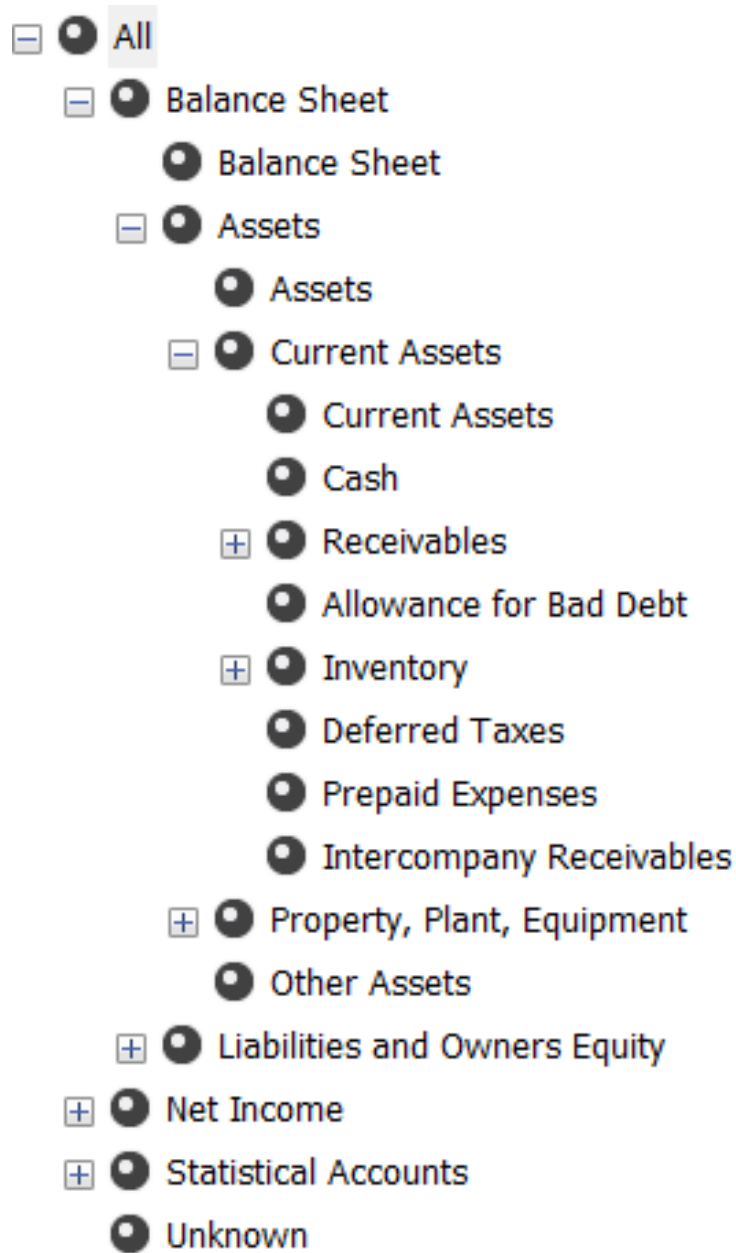 All
Balance Sheet
Balance Sheet
Assets
Assets
Current Assets
Current Assets
Cash
Receivables
Allowance for Bad Debt
Inventory
Deferred Taxes
Prepaid Expenses
Intercompany Receivables
Property, Plant, Equipment
Other Assets
Liabilities and Owners Equity
Net Income
Statistical Accounts
Unknown